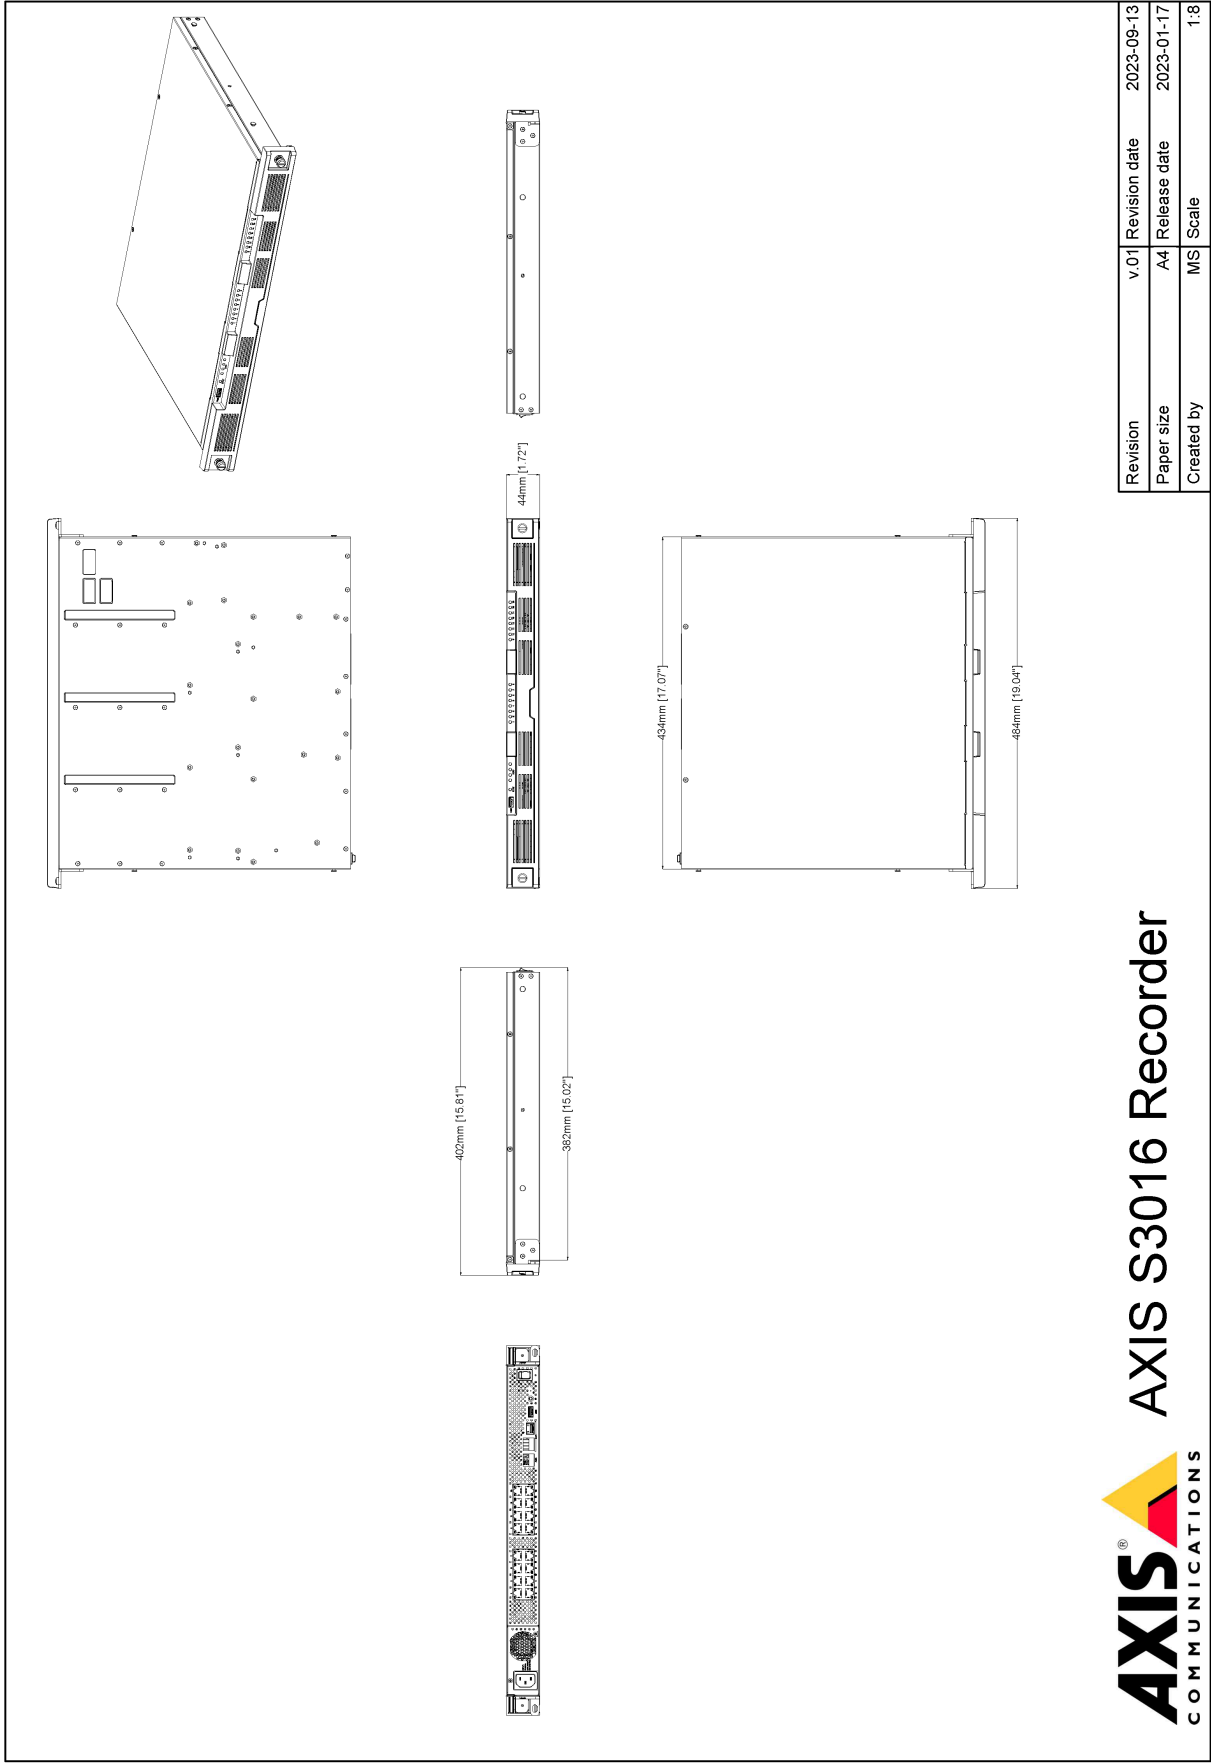 44mm [1.72"]
402mm [15.81"]
382mm [15.02"]
434mm [17.07"]
484mm [19.04"]
AXIS®
COMMUNICATIONS
AXIS S3016 Recorder
Revision v.01 Revision date 2023-09-13
Paper size A4 Release date 2023-01-17
Created by MS Scale 1:8